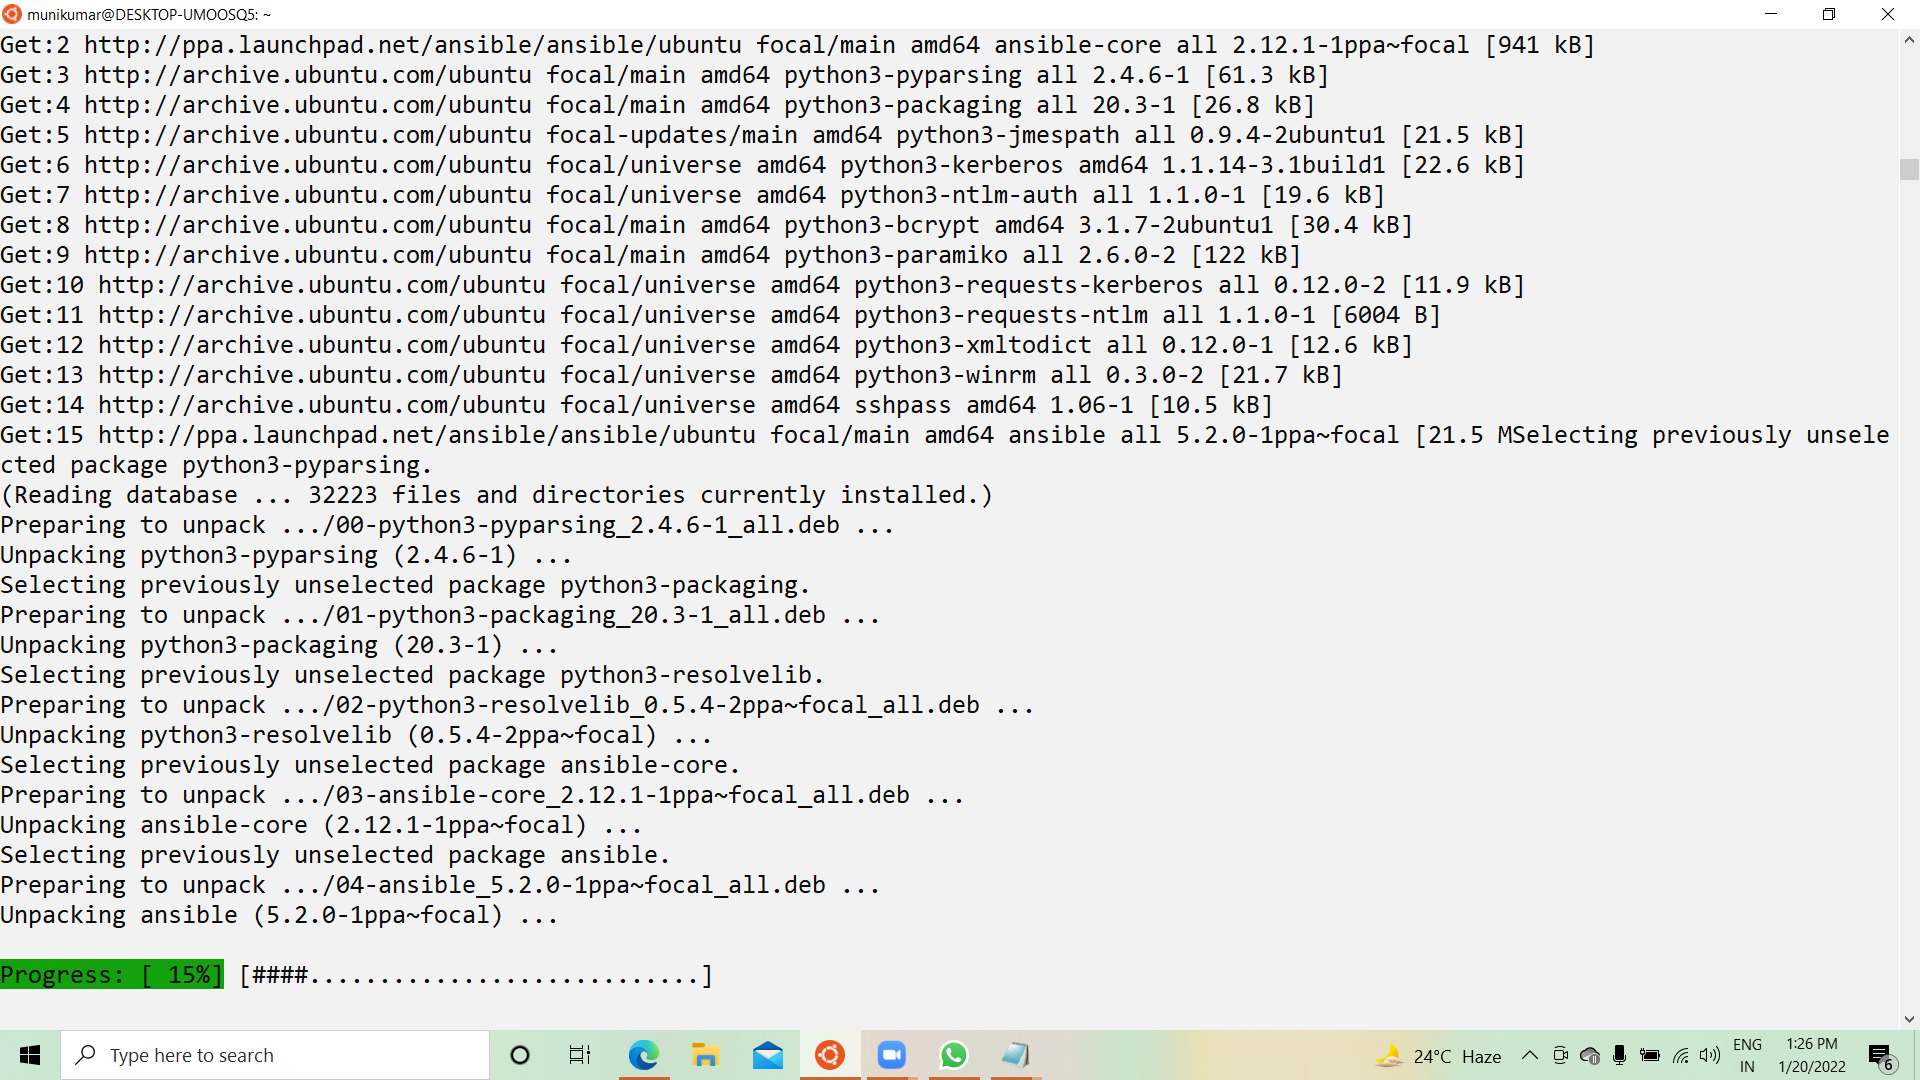 munikumar@DESKTOP-UMOOSQ5: ~
Get:2 http://ppa.launchpad.net/ansible/ansible/ubuntu focal/main amd64 ansible-core all 2.12.1-1ppa~focal [941 kB]
Get:3 http://archive.ubuntu.com/ubuntu focal/main amd64 python3-pyparsing all 2.4.6-1 [61.3 kB]
Get:4 http://archive.ubuntu.com/ubuntu focal/main amd64 python3-packaging all 20.3-1 [26.8 kB]
Get:5 http://archive.ubuntu.com/ubuntu focal-updates/main amd64 python3-jmespath all 0.9.4-2ubuntu1 [21.5 kB]
Get:6 http://archive.ubuntu.com/ubuntu focal/universe amd64 python3-kerberos amd64 1.1.14-3.1build1 [22.6 kB]
Get:7 http://archive.ubuntu.com/ubuntu focal/universe amd64 python3-ntlm-auth all 1.1.0-1 [19.6 kB]
Get:8 http://archive.ubuntu.com/ubuntu focal/main amd64 python3-bcrypt amd64 3.1.7-2ubuntu1 [30.4 kB]
Get:9 http://archive.ubuntu.com/ubuntu focal/main amd64 python3-paramiko all 2.6.0-2 [122 kB]
Get:10 http://archive.ubuntu.com/ubuntu focal/universe amd64 python3-requests-kerberos all 0.12.0-2 [11.9 kB]
Get:11 http://archive.ubuntu.com/ubuntu focal/universe amd64 python3-requests-ntlm all 1.1.0-1 [6004 B]
Get:12 http://archive.ubuntu.com/ubuntu focal/universe amd64 python3-xmltodict all 0.12.0-1 [12.6 kB]
Get:13 http://archive.ubuntu.com/ubuntu focal/universe amd64 python3-winrm all 0.3.0-2 [21.7 kB]
Get:14 http://archive.ubuntu.com/ubuntu focal/universe amd64 sshpass amd64 1.06-1 [10.5 kB]
Get:15 http://ppa.launchpad.net/ansible/ansible/ubuntu focal/main amd64 ansible all 5.2.0-1ppa~focal [21.5 MSelecting previously unsele
cted package python3-pyparsing.
(Reading database ... 32223 files and directories currently installed.)
Preparing to unpack .../00-python3-pyparsing_2.4.6-1_all.deb ...
Unpacking python3-pyparsing (2.4.6-1) ...
Selecting previously unselected package python3-packaging.
Preparing to unpack .../01-python3-packaging_20.3-1_all.deb ...
Unpacking python3-packaging (20.3-1) ...
Selecting previously unselected package python3-resolvelib.
Preparing to unpack .../02-python3-resolvelib_0.5.4-2ppa~focal_all.deb ...
Unpacking python3-resolvelib (0.5.4-2ppa~focal) ...
Selecting previously unselected package ansible-core.
Preparing to unpack .../03-ansible-core_2.12.1-1ppa~focal_all.deb ...
Unpacking ansible-core (2.12.1-1ppa~focal) ...
Selecting previously unselected package ansible.
Preparing to unpack .../04-ansible_5.2.0-1ppa~focal_all.deb ...
Unpacking ansible (5.2.0-1ppa~focal) ...
Progress: [ 15%] [####............................]
Type here to search
24°C Haze
ENG
IN
1:26 PM
1/20/2022
6